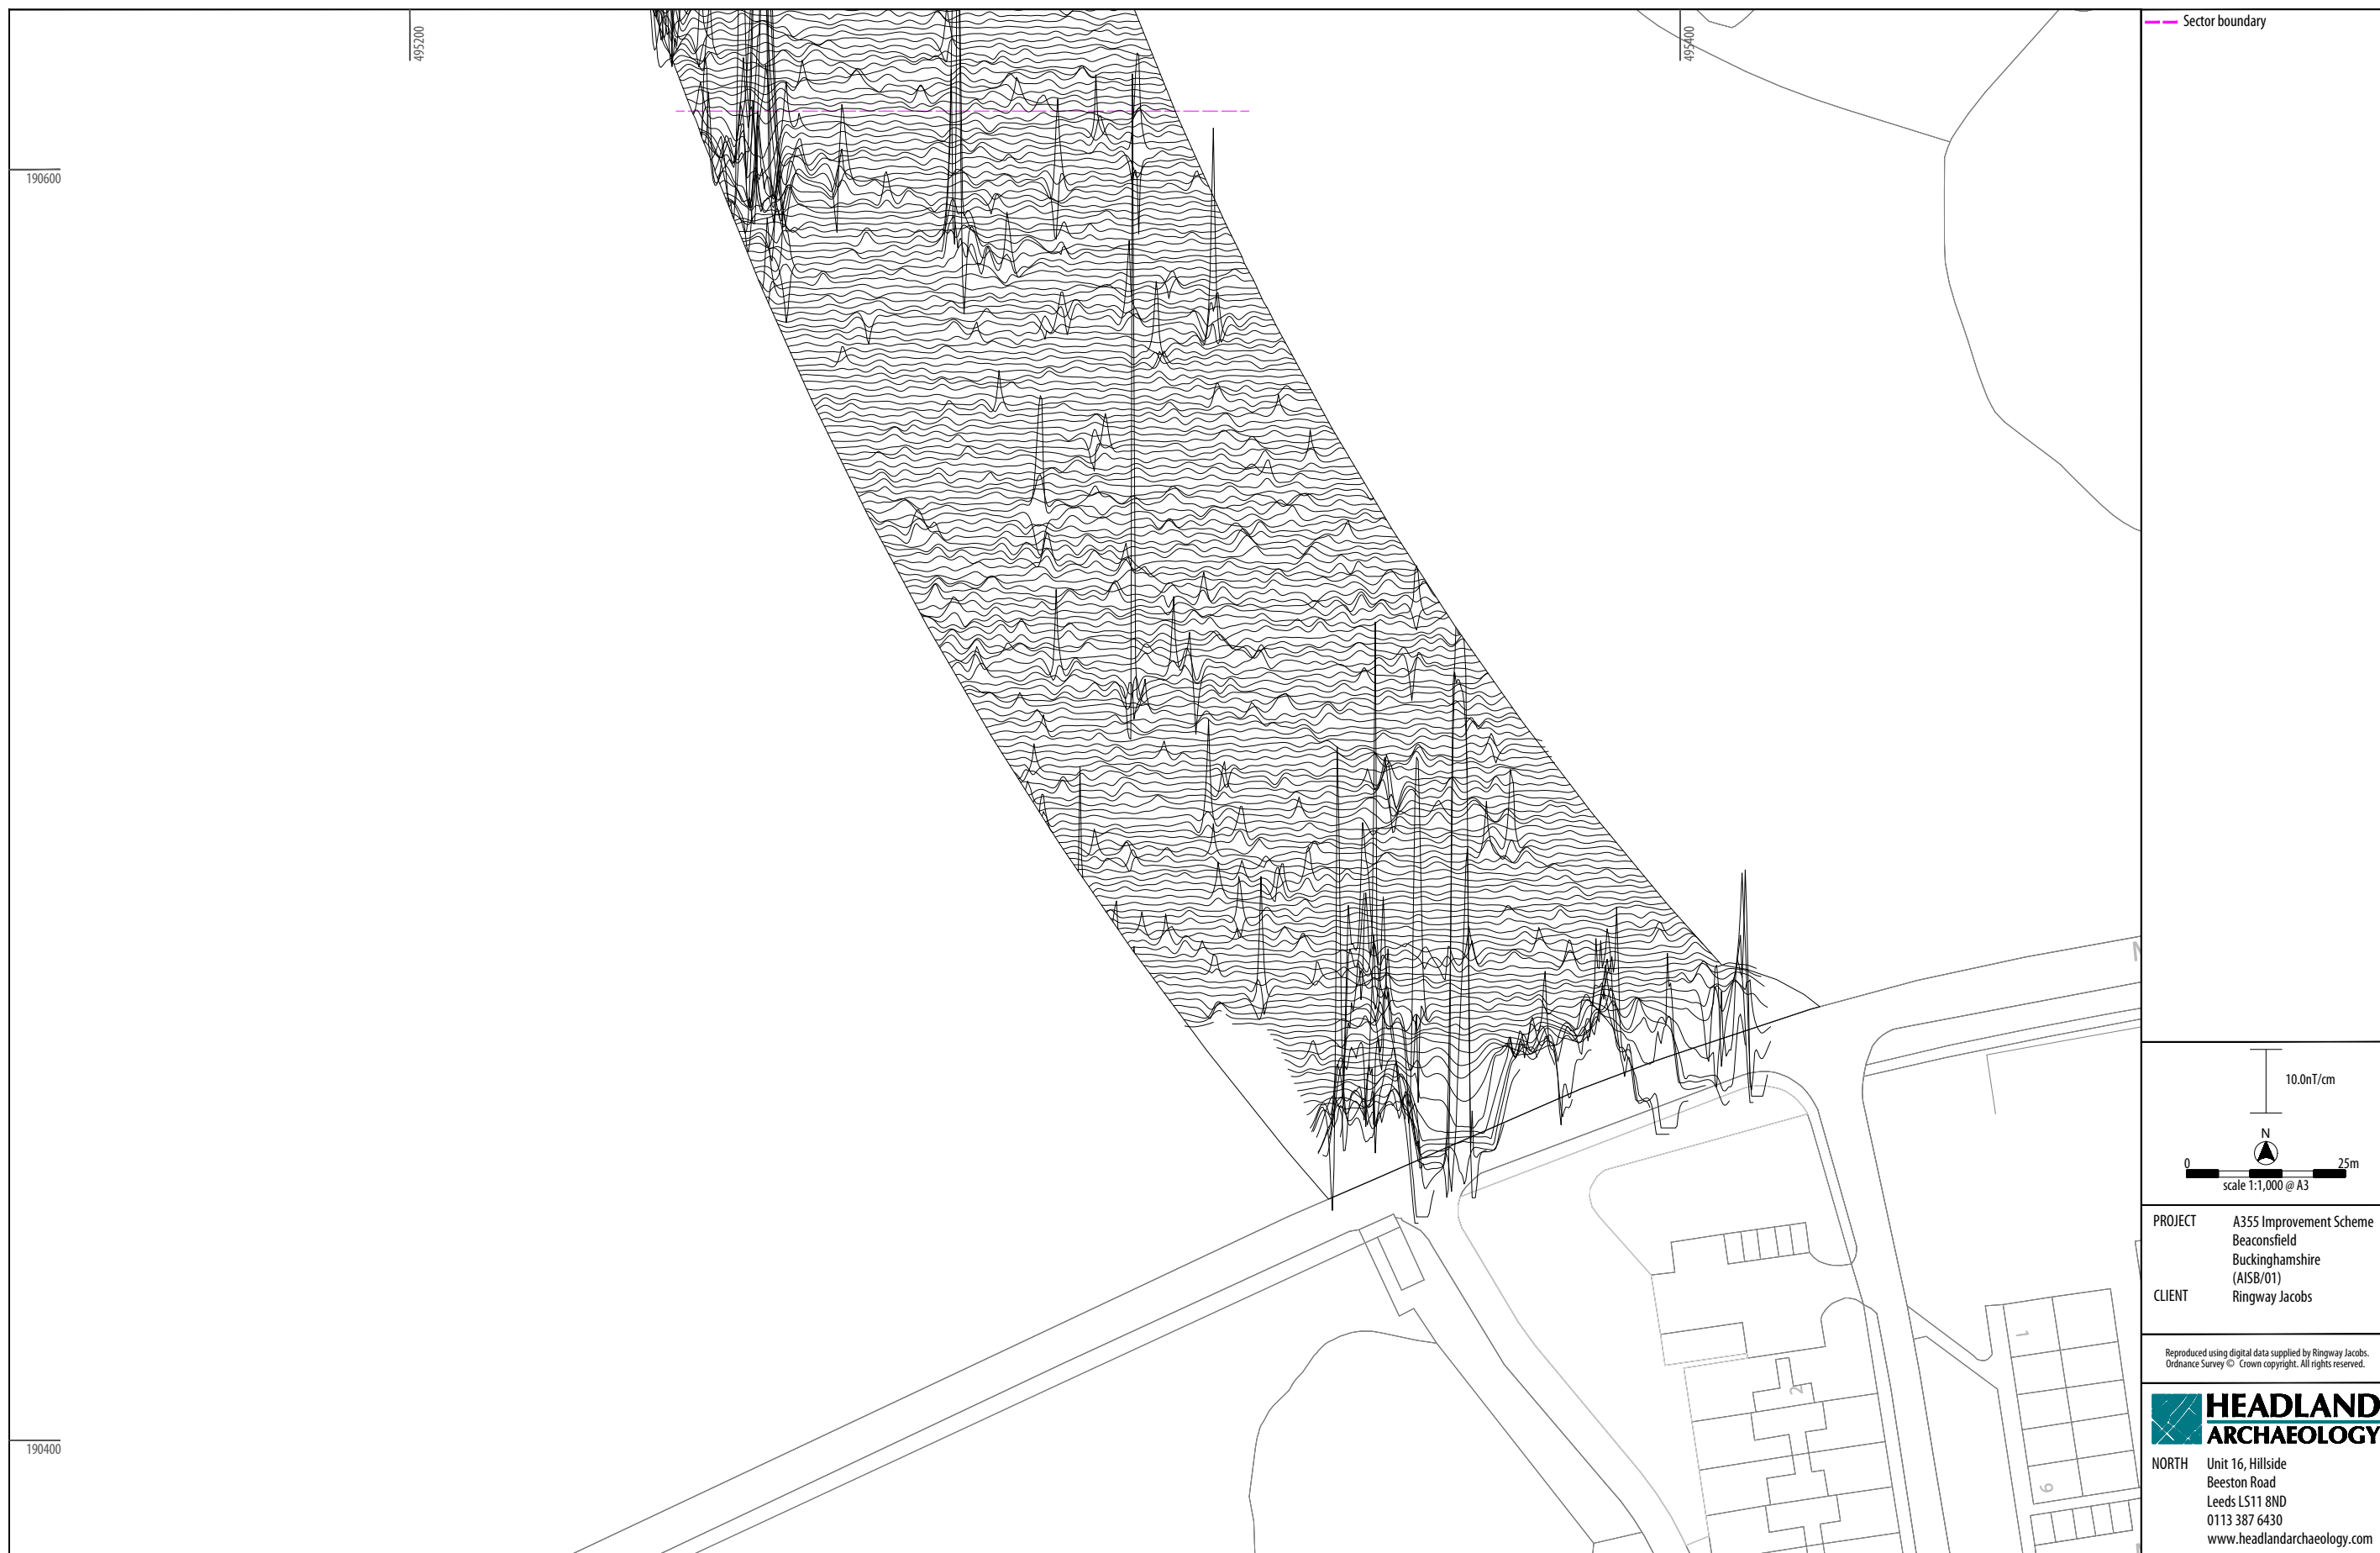 Sector boundary
495200
495400
190600
190400
10.0nT/cm
N
0 25m
scale 1:1,000 @ A3
PROJECT A355 Improvement Scheme
Beaconsfield
Buckinghamshire
(AISB/01)
CLIENT Ringway Jacobs
Reproduced using digital data supplied by Ringway Jacobs.
Ordnance Survey © Crown copyright. All rights reserved.
HEADLAND
ARCHAEOLOGY
NORTH Unit 16, Hillside
Beeston Road
Leeds LS11 8ND
0113 387 6430
www.headlandarchaeology.com
1
2
9